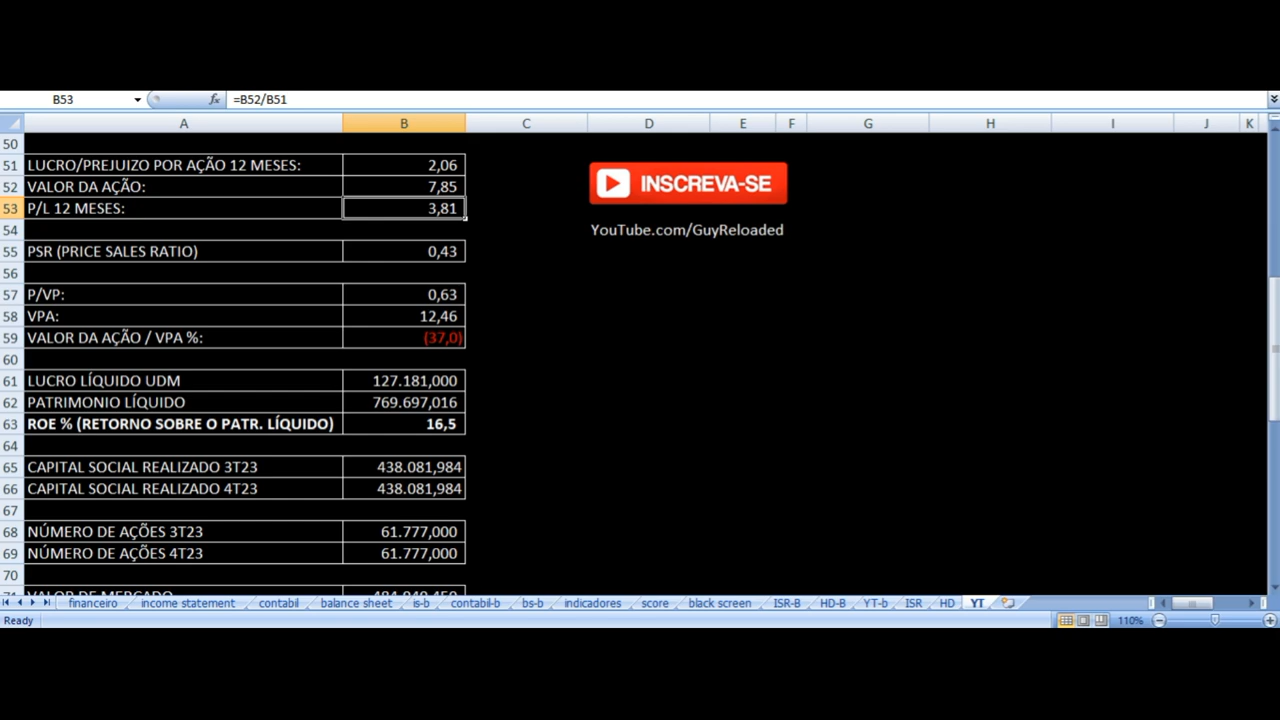 B53 fx =B52/B51
A B C D E F G H I J K
50
51 LUCRO/PREJUIZO POR AÇÃO 12 MESES: 2,06
52 VALOR DA AÇÃO: 7,85
53 P/L 12 MESES: 3,81
54
55 PSR (PRICE SALES RATIO) 0,43
56
57 P/VP: 0,63
58 VPA: 12,46
59 VALOR DA AÇÃO / VPA %: (37,0)
60
61 LUCRO LÍQUIDO UDM 127.181,000
62 PATRIMONIO LÍQUIDO 769.697,016
63 ROE % (RETORNO SOBRE O PATR. LÍQUIDO) 16,5
64
65 CAPITAL SOCIAL REALIZADO 3T23 438.081,984
66 CAPITAL SOCIAL REALIZADO 4T23 438.081,984
67
68 NÚMERO DE AÇÕES 3T23 61.777,000
69 NÚMERO DE AÇÕES 4T23 61.777,000
70
71 VALOR DE MERCADO
INSCREVA-SE
YouTube.com/GuyReloaded
financeiro income statement contabil balance sheet is-b contabil-b bs-b indicadores score black screen ISR-B HD-B YT-b ISR HD YT
Ready 110%